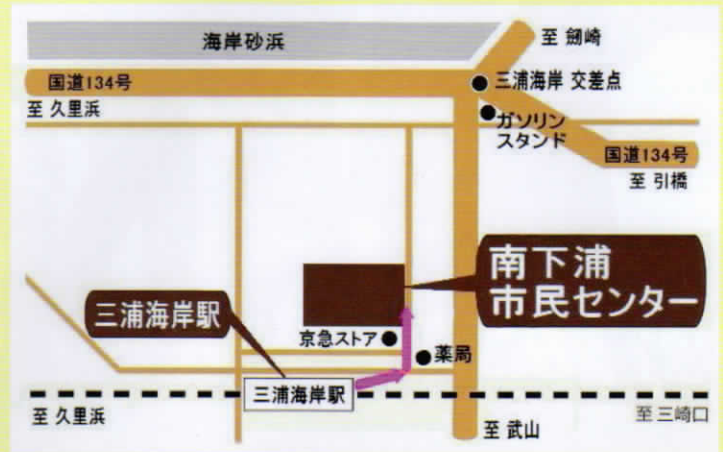 海岸砂浜
至 劒崎
国道134号
三浦海岸 交差点
至 久里浜
ガソリン
スタンド
国道134号
至 引橋
南下浦
市民センター
三浦海岸駅
京急ストア
薬局
三浦海岸駅
至 久里浜
至 武山
至 三崎口